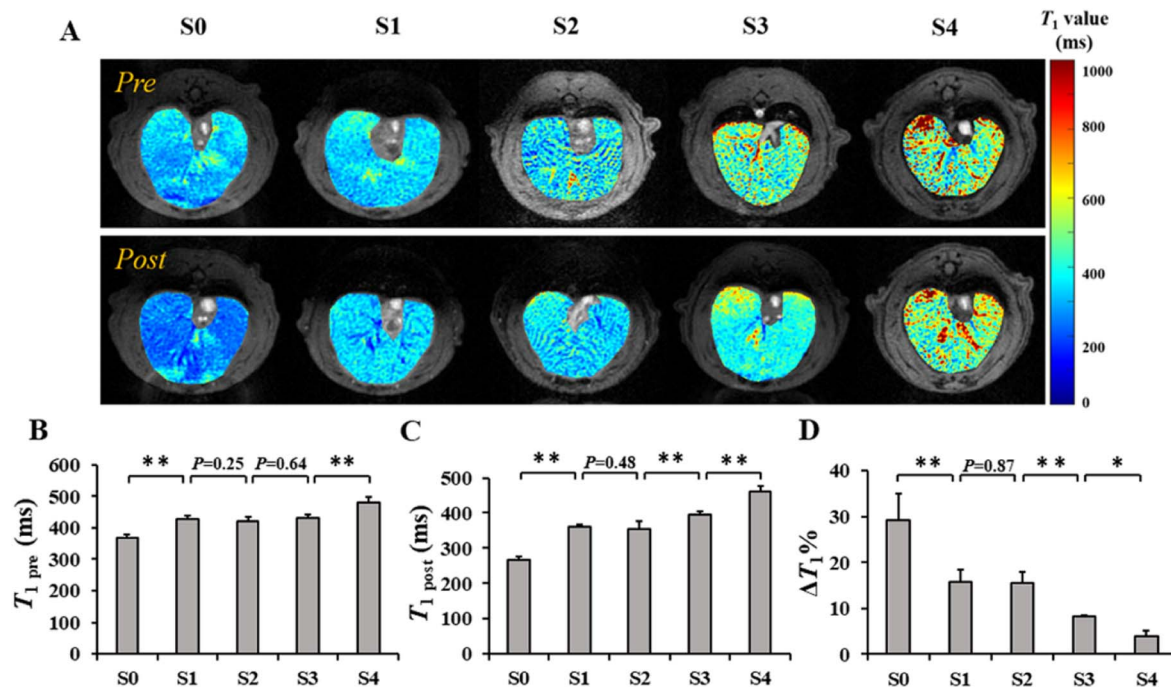 A
S0 S1 S2 S3 S4
T1 value
(ms)
Pre
Post
1000
800
600
400
200
0
B
** P=0.25 P=0.64 **
600
500
400
300
200
100
0
T1 pre (ms)
S0 S1 S2 S3 S4
C
** P=0.48 ** **
500
400
300
200
100
0
T1 post (ms)
S0 S1 S2 S3 S4
D
** P=0.87 ** *
40
30
20
10
0
ΔT1%
S0 S1 S2 S3 S4